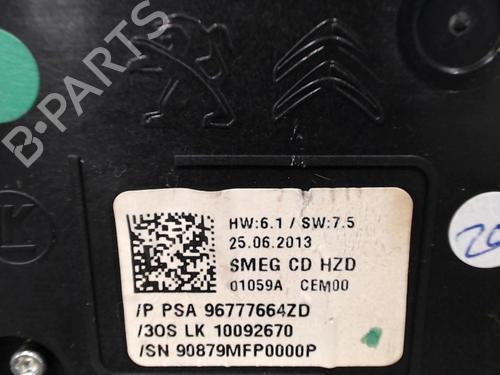 HW:6.1 / SW:7.5
25.06.2013
SMEG CD HZD
01059A CEM00
/P PSA 96777664ZD
/3OS LK 10092670
/SN 90879MFP0000P
B-PARTS